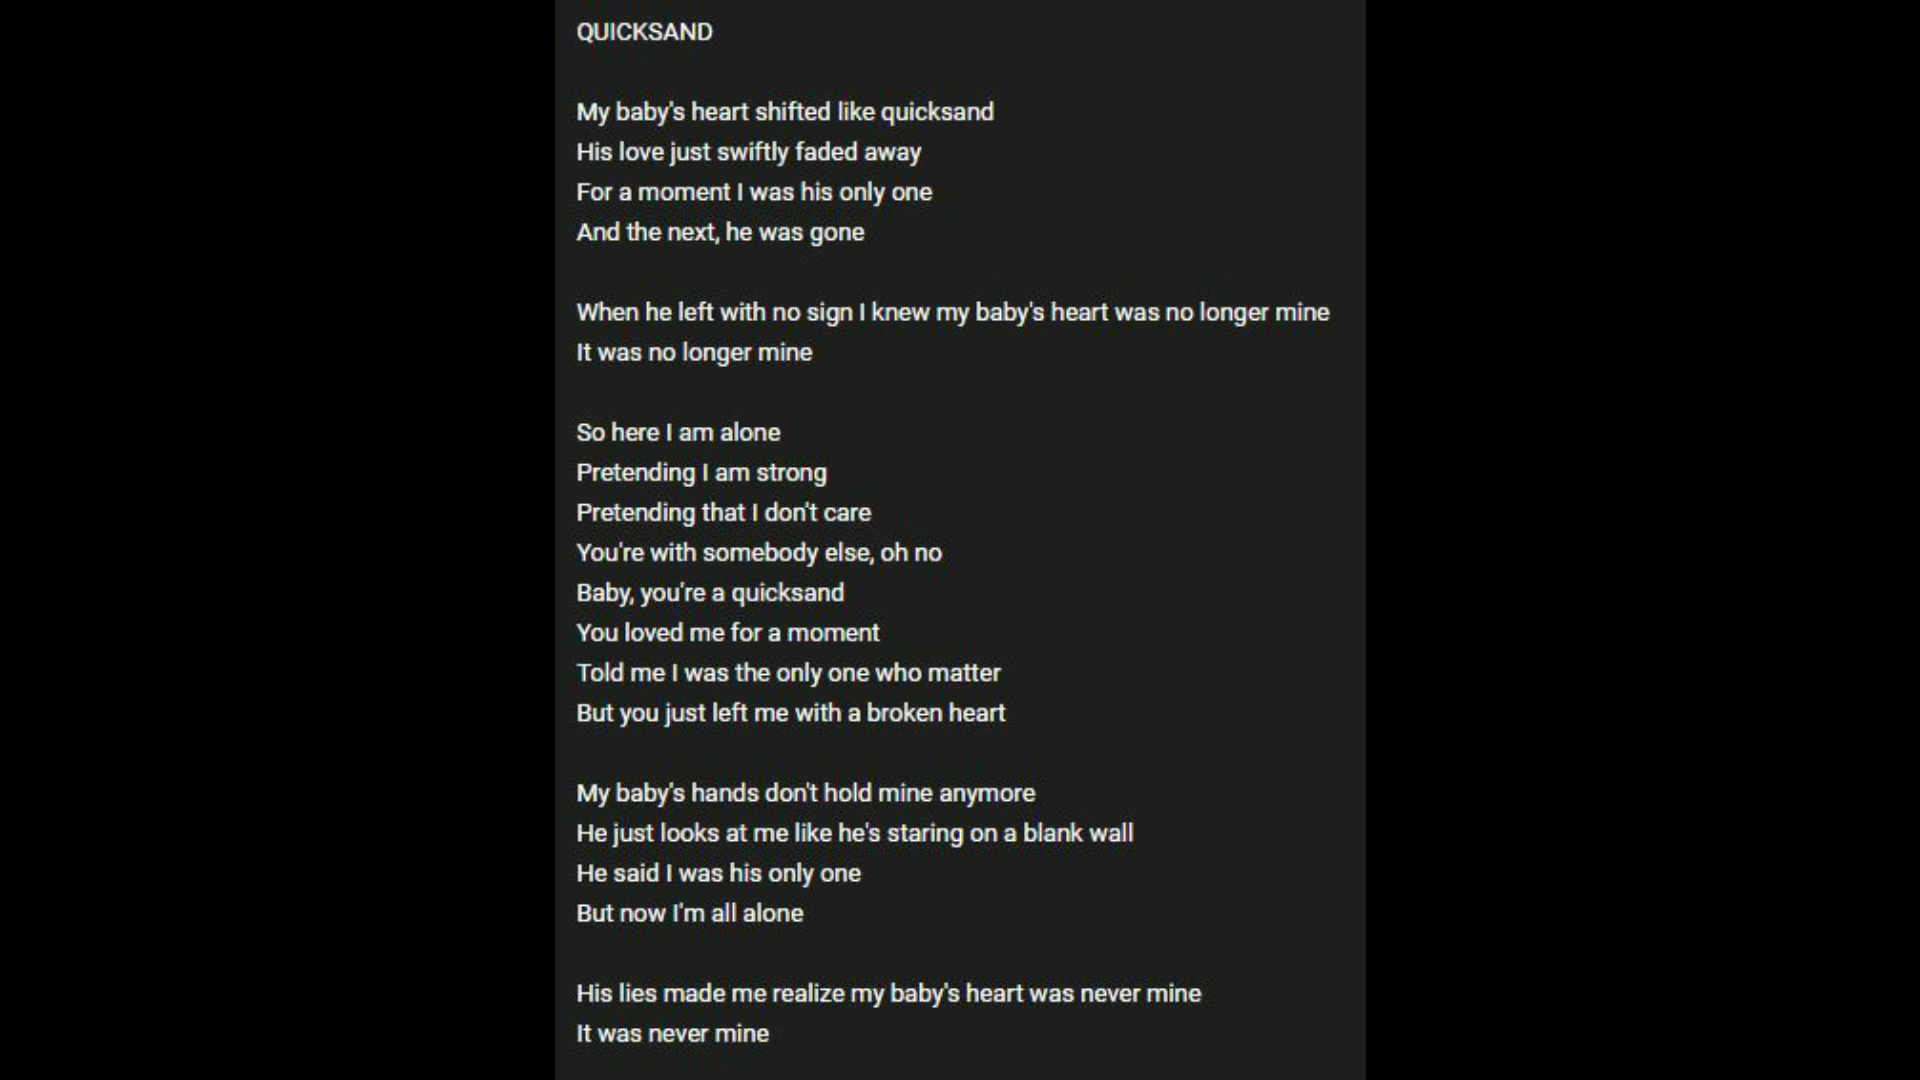 QUICKSAND
My baby's heart shifted like quicksand
His love just swiftly faded away
For a moment I was his only one
And the next, he was gone
When he left with no sign I knew my baby's heart was no longer mine
It was no longer mine
So here I am alone
Pretending I am strong
Pretending that I don't care
You're with somebody else, oh no
Baby, you're a quicksand
You loved me for a moment
Told me I was the only one who matter
But you just left me with a broken heart
My baby's hands don't hold mine anymore
He just looks at me like he's staring on a blank wall
He said I was his only one
But now I'm all alone
His lies made me realize my baby's heart was never mine
It was never mine